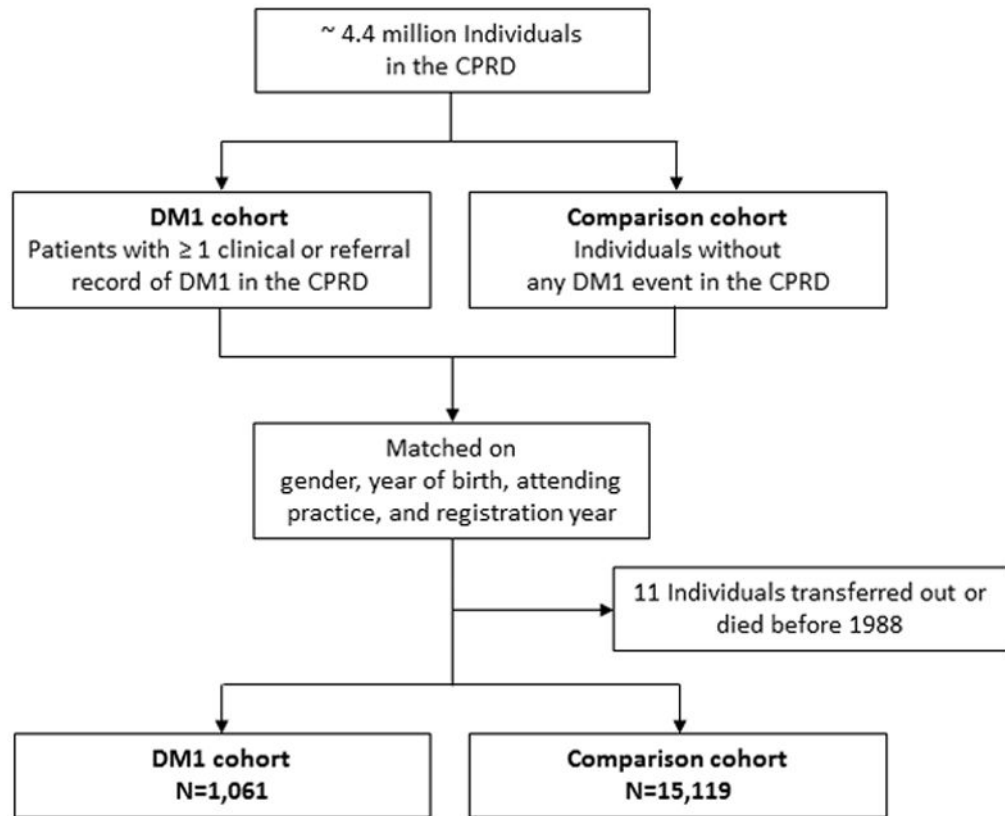 ~ 4.4 million Individuals
in the CPRD
DM1 cohort
Patients with ≥ 1 clinical or referral
record of DM1 in the CPRD
Comparison cohort
Individuals without
any DM1 event in the CPRD
Matched on
gender, year of birth, attending
practice, and registration year
11 Individuals transferred out or
died before 1988
DM1 cohort
N=1,061
Comparison cohort
N=15,119